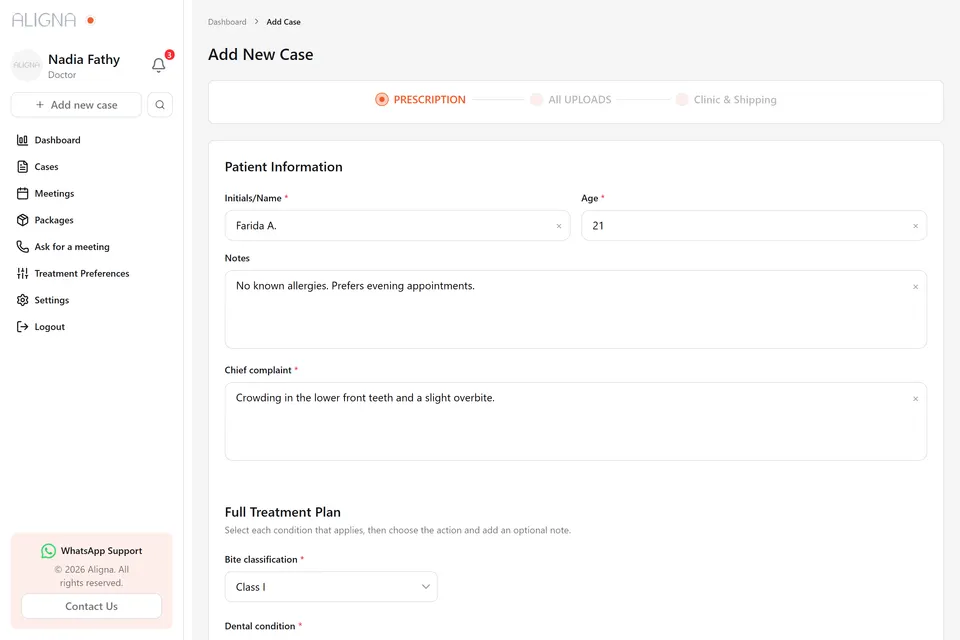 ALIGNA
ALIGNA
Nadia Fathy
Doctor
3
+ Add new case
Dashboard
Cases
Meetings
Packages
Ask for a meeting
Treatment Preferences
Settings
Logout
WhatsApp Support
© 2026 Aligna. All
rights reserved.
Contact Us
Dashboard > Add Case
Add New Case
PRESCRIPTION
All UPLOADS
Clinic & Shipping
Patient Information
Initials/Name *
Age *
Farida A. ×
21 ×
Notes
No known allergies. Prefers evening appointments. ×
Chief complaint *
Crowding in the lower front teeth and a slight overbite. ×
Full Treatment Plan
Select each condition that applies, then choose the action and add an optional note.
Bite classification *
Class I
Dental condition *